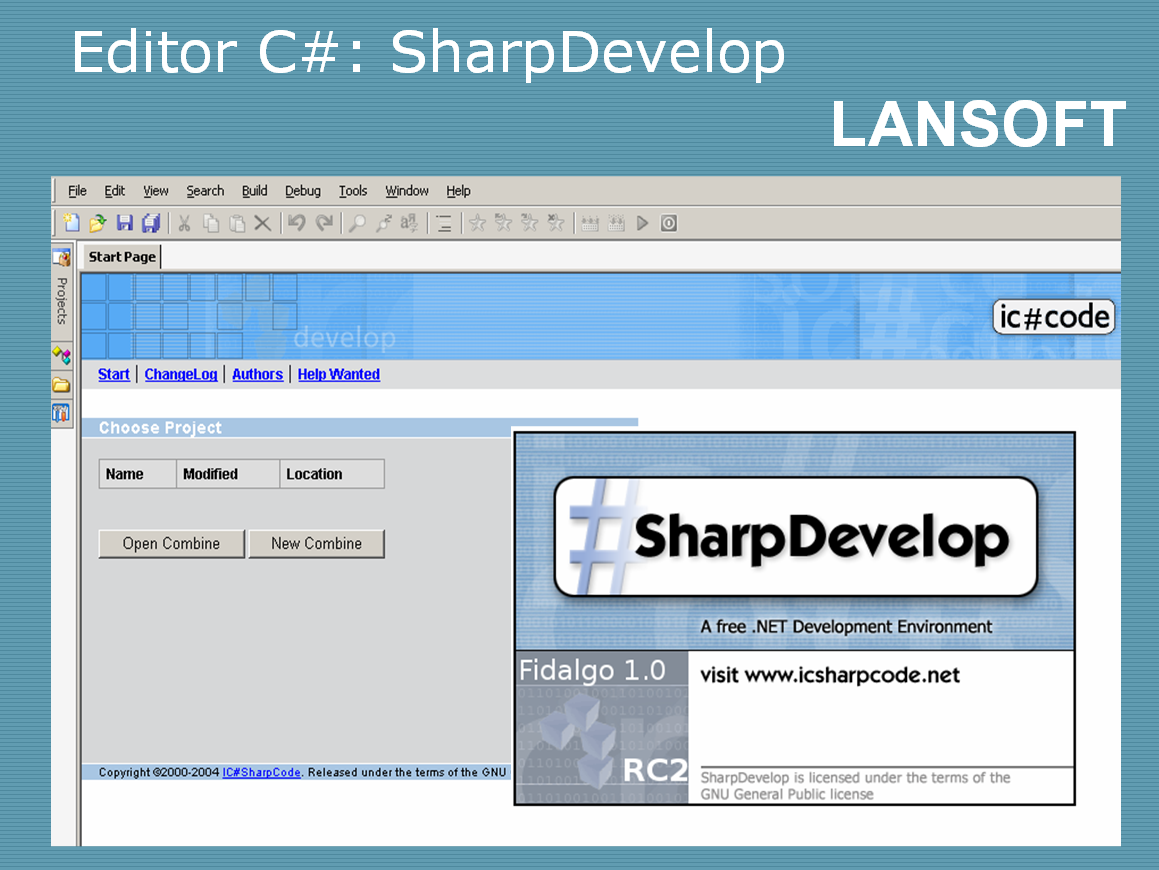 Editor C#: SharpDevelop
LANSOFT
File Edit View Search Build Debug Tools Window Help
Start Page
Projects
develop
ic#code
Start | ChangeLog | Authors | Help Wanted
Choose Project
Name Modified Location
Open Combine New Combine
#SharpDevelop
A free .NET Development Environment
Fidalgo 1.0
visit www.icsharpcode.net
RC2
SharpDevelop is licensed under the terms of the
GNU General Public license
Copyright ©2000-2004 IC#SharpCode. Released under the terms of the GNU